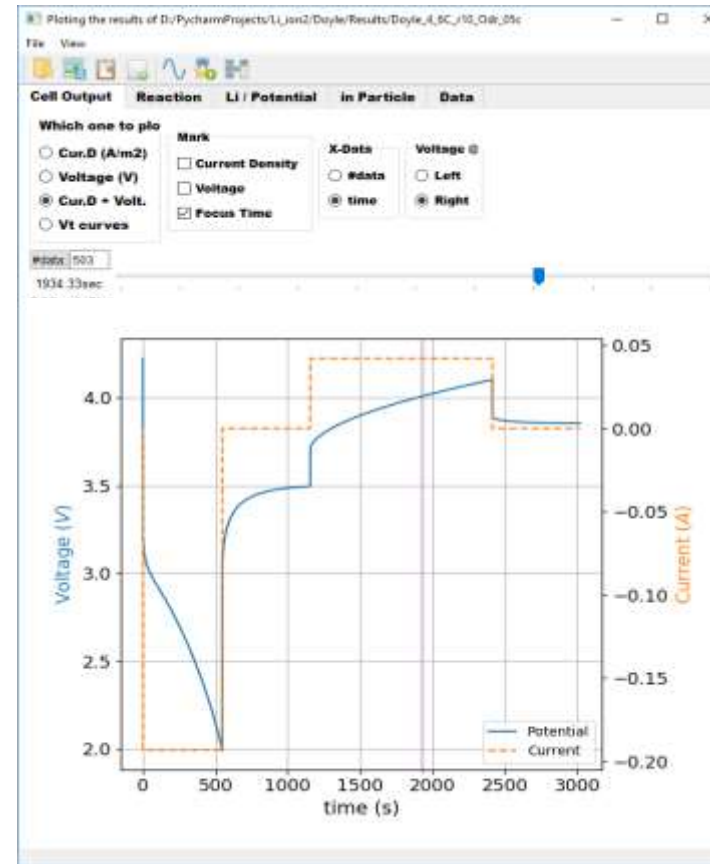 Ploting the results of D:/PycharmProjects/Li_ion2/Doyle/Results/Doyle_4_6C_r10_Odr_05c
File View
Cell Output Reaction Li / Potential in Particle Data
Which one to plo
Cur.D (A/m2)
Voltage (V)
Cur.D + Volt.
Vt curves
Mark
Current Density
Voltage
Focus Time
X-Data
#data
time
Voltage @
Left
Right
#data 503
1934.33sec
Voltage (V)
4.0
3.5
3.0
2.5
2.0
0.05
0.00
−0.05
−0.10
−0.15
−0.20
Current (A)
Potential
Current
0 500 1000 1500 2000 2500 3000
time (s)